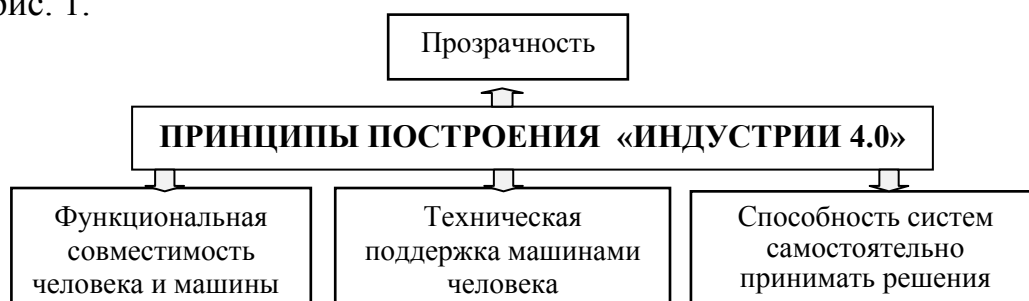 рис. 1.
Прозрачность
ПРИНЦИПЫ ПОСТРОЕНИЯ «ИНДУСТРИИ 4.0»
Функциональная
совместимость
человека и машины
Техническая
поддержка машинами
человека
Способность систем
самостоятельно
принимать решения